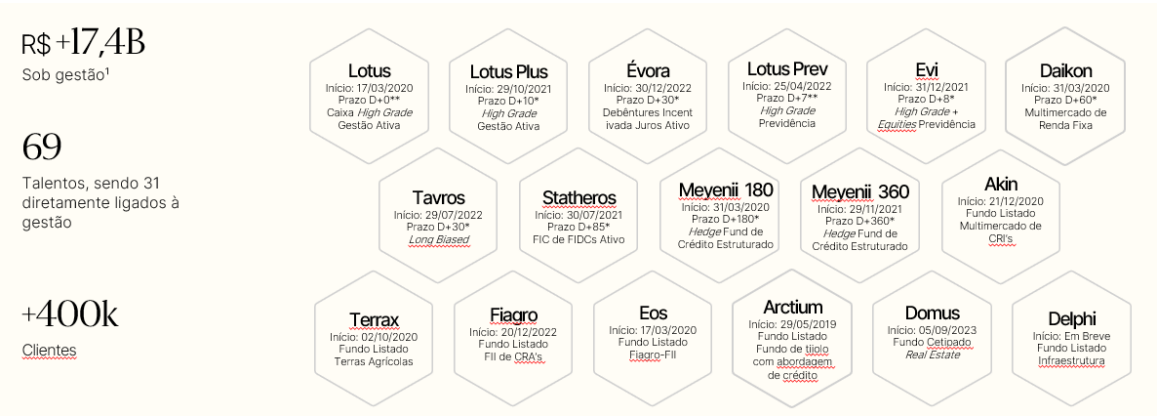 R$ +17,4B
Sob gestão¹
69
Talentos, sendo 31
diretamente ligados à
gestão
+400k
Clientes
Lotus
Início: 17/03/2020
Prazo D+0**
Caixa High Grade
Gestão Ativa
Lotus Plus
Início: 29/10/2021
Prazo D+10*
High Grade
Gestão Ativa
Évora
Início: 30/12/2022
Prazo D+30*
Debêntures Incent
ivada Juros Ativo
Lotus Prev
Início: 25/04/2022
Prazo D+7**
High Grade
Previdência
Evi
Início: 31/12/2021
Prazo D+8*
High Grade +
Equities Previdência
Daikon
Início: 31/03/2020
Prazo D+60*
Multimercado de
Renda Fixa
Tavros
Início: 29/07/2022
Prazo D+30*
Long Biased
Statheros
Início: 30/07/2021
Prazo D+85*
FIC de FIDCs Ativo
Meyenii 180
Início: 31/03/2020
Prazo D+180*
Hedge Fund de
Crédito Estruturado
Meyenii 360
Início: 29/11/2021
Prazo D+360*
Hedge Fund de
Crédito Estruturado
Akin
Início: 21/12/2020
Fundo Listado
Multimercado de
CRI's
Terrax
Início: 02/10/2020
Fundo Listado
Terras Agrícolas
Fiagro
Início: 20/12/2022
Fundo Listado
FII de CRA's
Eos
Início: 17/03/2020
Fundo Listado
Fiagro-FII
Arctium
Início: 29/05/2019
Fundo Listado
Fundo de tijolo
com abordagem
de crédito
Domus
Início: 05/09/2023
Fundo Cetipado
Real Estate
Delphi
Início: Em Breve
Fundo Listado
Infraestrutura